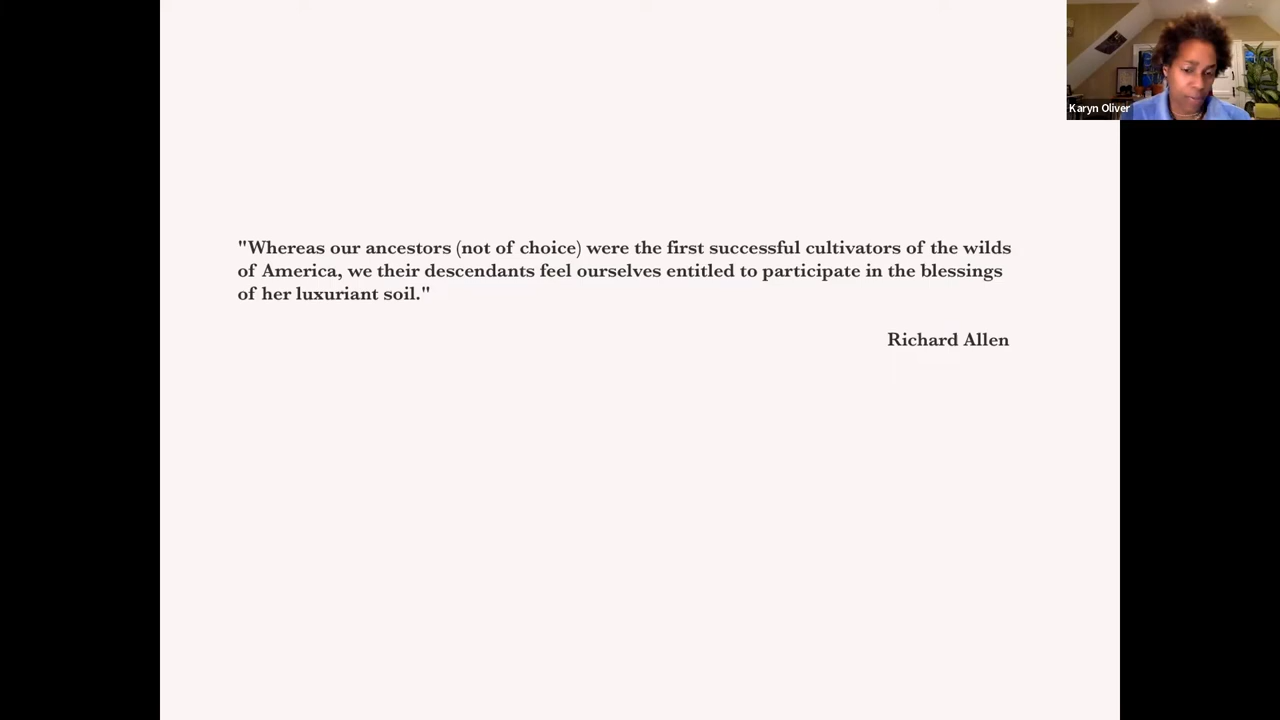 Karyn Oliver
"Whereas our ancestors (not of choice) were the first successful cultivators of the wilds
of America, we their descendants feel ourselves entitled to participate in the blessings
of her luxuriant soil."
Richard Allen